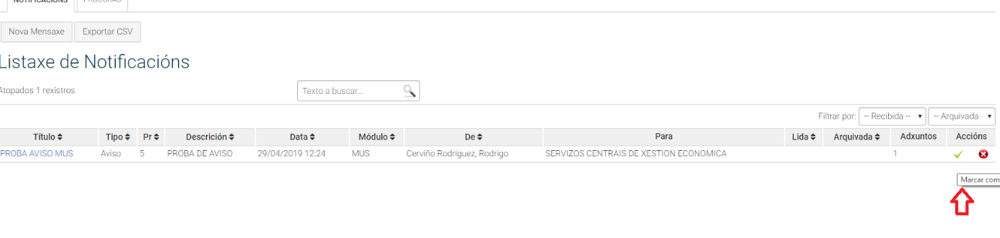 NOTIFICACIÓNS PROCURAS
Nova Mensaxe Exportar CSV
Listaxe de Notificacións
Atopados 1 rexistros Texto a buscar...
Filtrar por: -- Recibida -- -- Arquivada -
Título Tipo Pr Descrición Data Módulo De Para Lida Arquivada Adxuntos Accións
PROBA AVISO MUS Aviso 5 PROBA DE AVISO 29/04/2019 12:24 MUS Cerviño Rodríguez, Rodrigo SERVIZOS CENTRAIS DE XESTION ECONOMICA 1
Marcar com